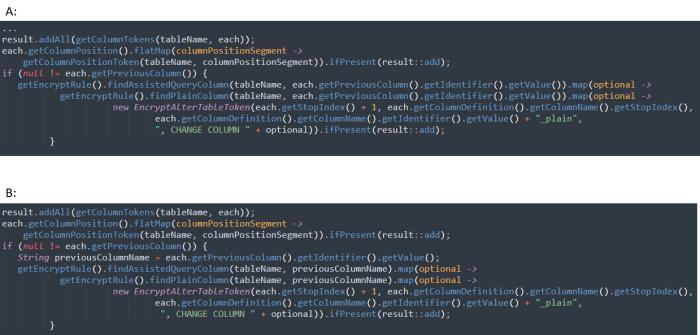 A:
...
result.addAll(getColumnTokens(tableName, each));
each.getColumnPosition().flatMap(columnPositionSegment ->
getColumnPositionToken(tableName, columnPositionSegment)).ifPresent(result::add);
if (null != each.getPreviousColumn()) {
getEncryptRule().findAssistedQueryColumn(tableName, each.getPreviousColumn().getIdentifier().getValue()).map(optional ->
getEncryptRule().findPlainColumn(tableName, each.getPreviousColumn().getIdentifier().getValue()).map(optional ->
new EncryptAlterTableToken(each.getStopIndex() + 1, each.getColumnDefinition().getColumnName().getStopIndex(),
each.getColumnDefinition().getColumnName().getIdentifier().getValue() + "_plain",
", CHANGE COLUMN " + optional)).ifPresent(result::add);
}
B:
result.addAll(getColumnTokens(tableName, each));
each.getColumnPosition().flatMap(columnPositionSegment ->
getColumnPositionToken(tableName, columnPositionSegment)).ifPresent(result::add);
if (null != each.getPreviousColumn()) {
String previousColumnName = each.getPreviousColumn().getIdentifier().getValue();
getEncryptRule().findAssistedQueryColumn(tableName, previousColumnName).map(optional ->
getEncryptRule().findPlainColumn(tableName, previousColumnName).map(optional ->
new EncryptAlterTableToken(each.getStopIndex() + 1, each.getColumnDefinition().getColumnName().getStopIndex(),
each.getColumnDefinition().getColumnName().getIdentifier().getValue() + "_plain",
", CHANGE COLUMN " + optional)).ifPresent(result::add);
}